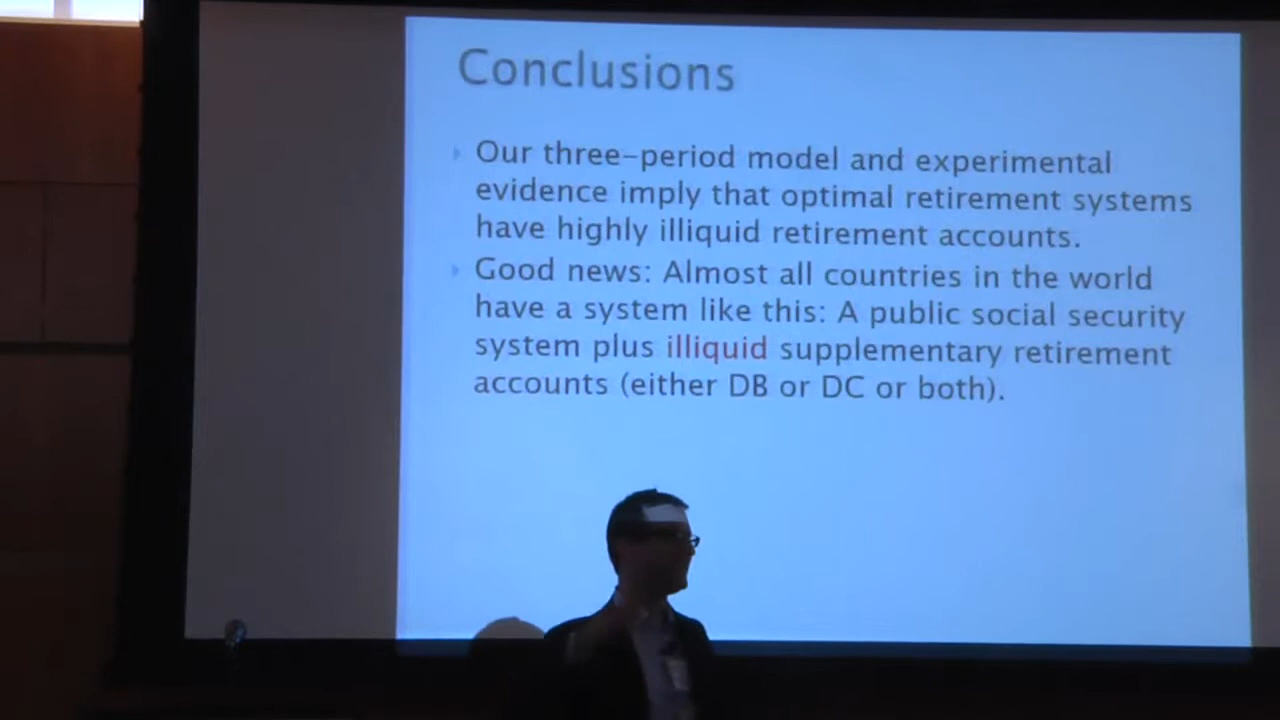 Conclusions
Our three-period model and experimental
evidence imply that optimal retirement systems
have highly illiquid retirement accounts.
Good news: Almost all countries in the world
have a system like this: A public social security
system plus illiquid supplementary retirement
accounts (either DB or DC or both).